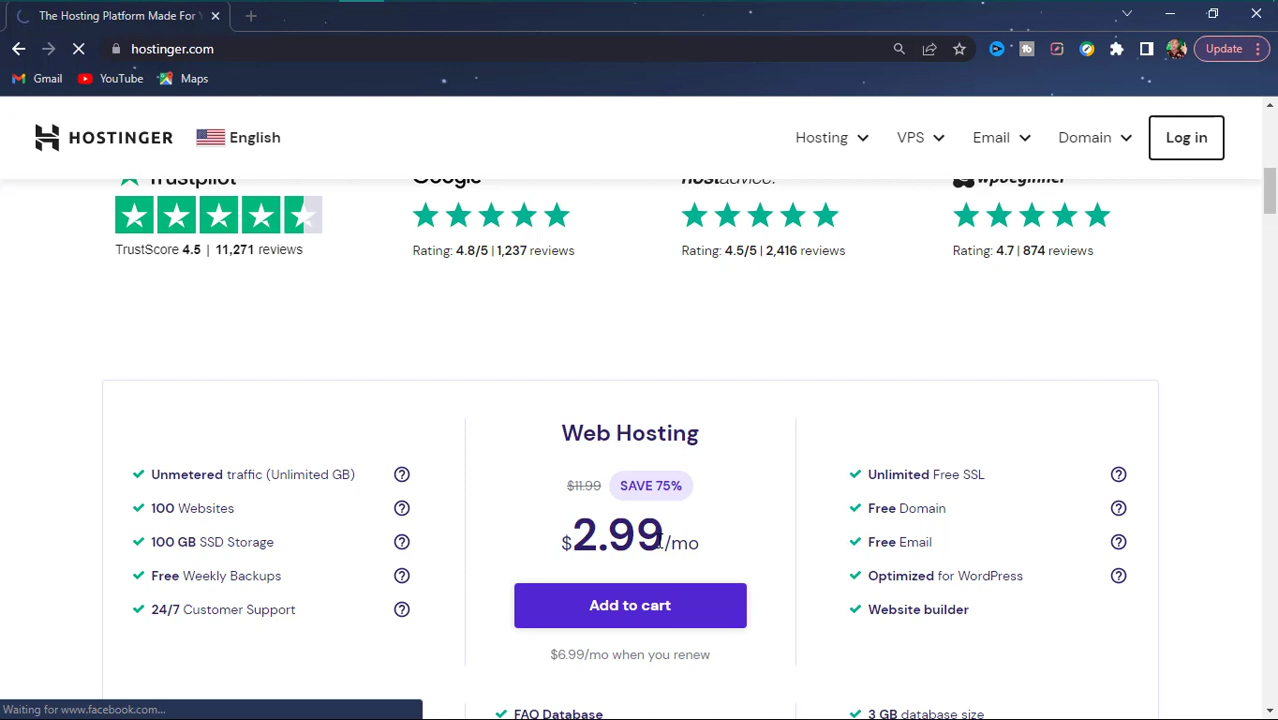 The Hosting Platform Made For
hostinger.com
Update
Gmail
YouTube
Maps
HOSTINGER
English
Hosting
VPS
Email
Domain
Log in
Trustpilot
Google
hostadvice.
wpbeginner
TrustScore 4.5 | 11,271 reviews
Rating: 4.8/5 | 1,237 reviews
Rating: 4.5/5 | 2,416 reviews
Rating: 4.7 | 874 reviews
Web Hosting
$11.99 SAVE 75%
$2.99/mo
Add to cart
$6.99/mo when you renew
Unmetered traffic (Unlimited GB)
100 Websites
100 GB SSD Storage
Free Weekly Backups
24/7 Customer Support
Unlimited Free SSL
Free Domain
Free Email
Optimized for WordPress
Website builder
FAQ Database
3 GB database size
Waiting for www.facebook.com...